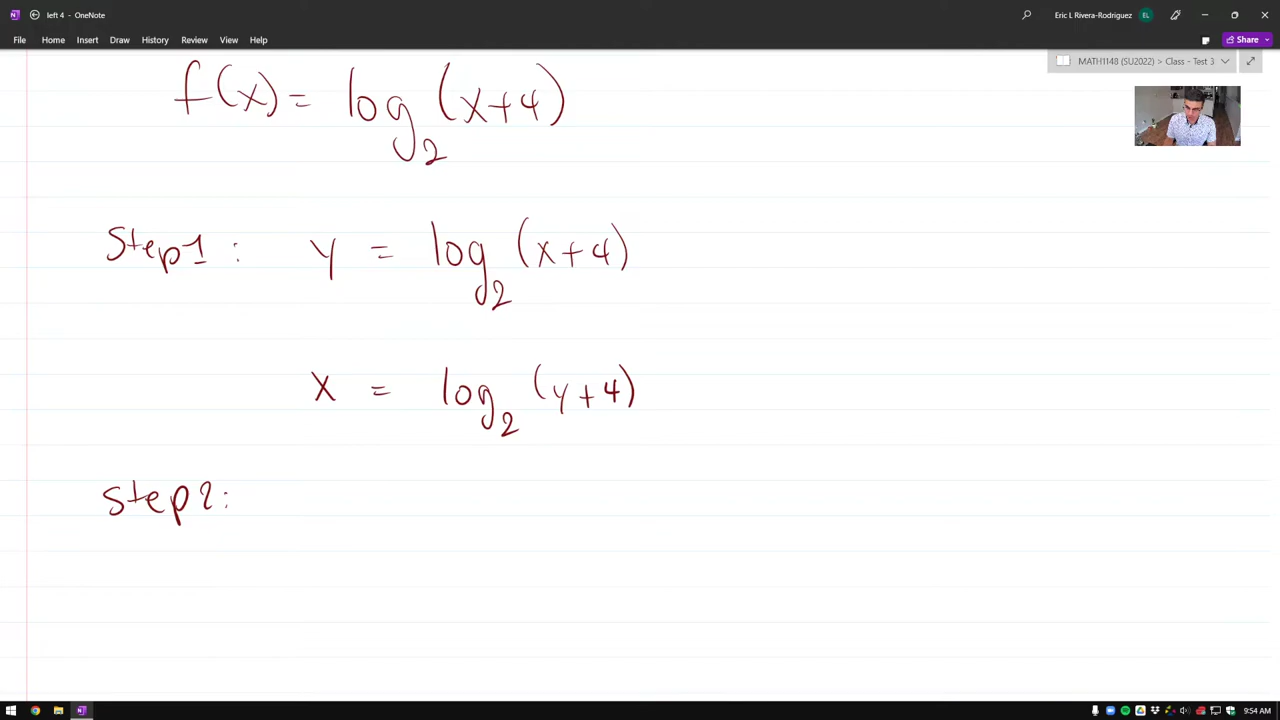 left 4 - OneNote
Eric L Rivera-Rodriguez EL
File Home Insert Draw History Review View Help
Share
MATH1148 (SU2022) > Class - Test 3
f(x) = log₂ (x+4)
Step1 : y = log₂ (x+4)
x = log₂ (y+4)
Step2:
9:54 AM